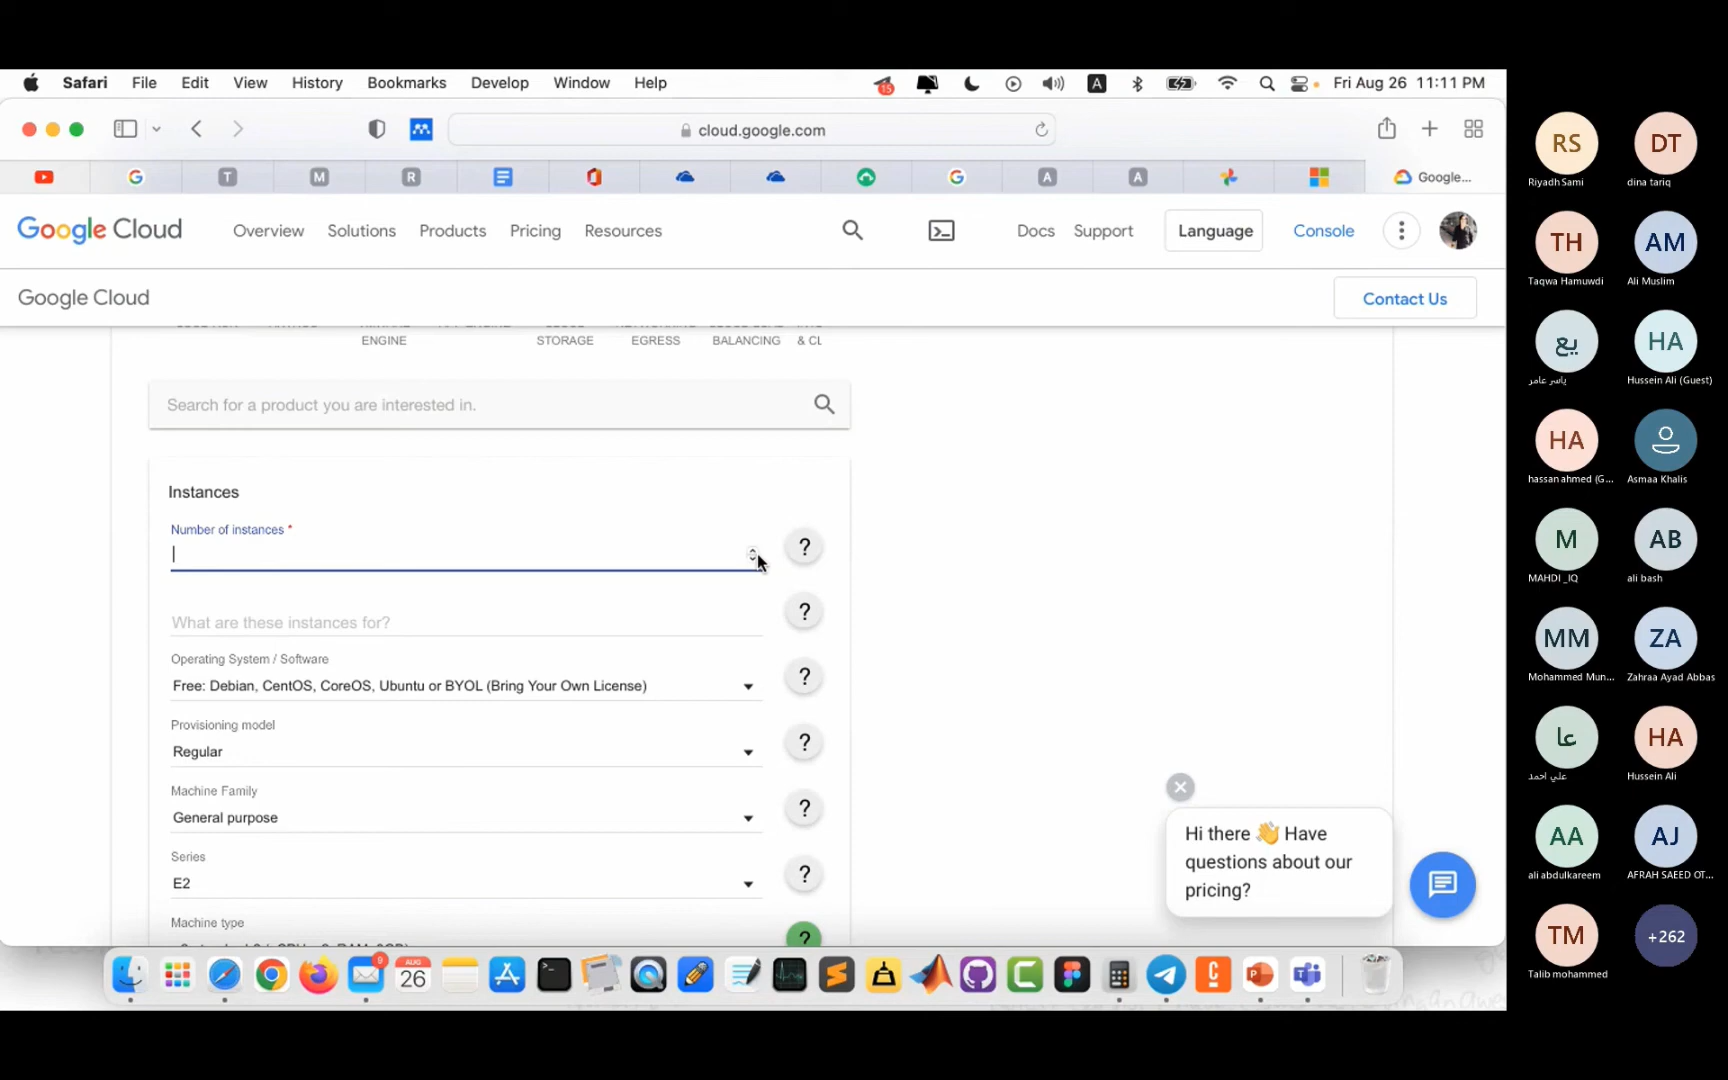 Safari File Edit View History Bookmarks Develop Window Help
15
A
Fri Aug 26 11:11 PM
cloud.google.com
T
M
R
A
A
Google...
Google Cloud
Overview Solutions Products Pricing Resources
Docs Support
Language
Console
Google Cloud
Contact Us
ENGINE STORAGE EGRESS BALANCING & CL
Search for a product you are interested in.
Instances
Number of instances *
?
What are these instances for?
?
Operating System / Software
Free: Debian, CentOS, CoreOS, Ubuntu or BYOL (Bring Your Own License)
?
Provisioning model
Regular
?
Machine Family
General purpose
?
Series
E2
?
Machine type
?
Hi there 👋 Have
questions about our
pricing?
9
AUG
26
RS
Riyadh Sami
DT
dina tariq
TH
Taqwa Hamuwdi
AM
Ali Muslim
يع
ياسر عامر
HA
Hussein Ali (Guest)
HA
hassan ahmed (G...
Asmaa Khalis
M
MAHDI _IQ
AB
ali bash
MM
Mohammed Mun...
ZA
Zahraa Ayad Abbas
عا
علي احمد
HA
Hussein Ali
AA
ali abdulkareem
AJ
AFRAH SAEED OT...
TM
Talib mohammed
+262